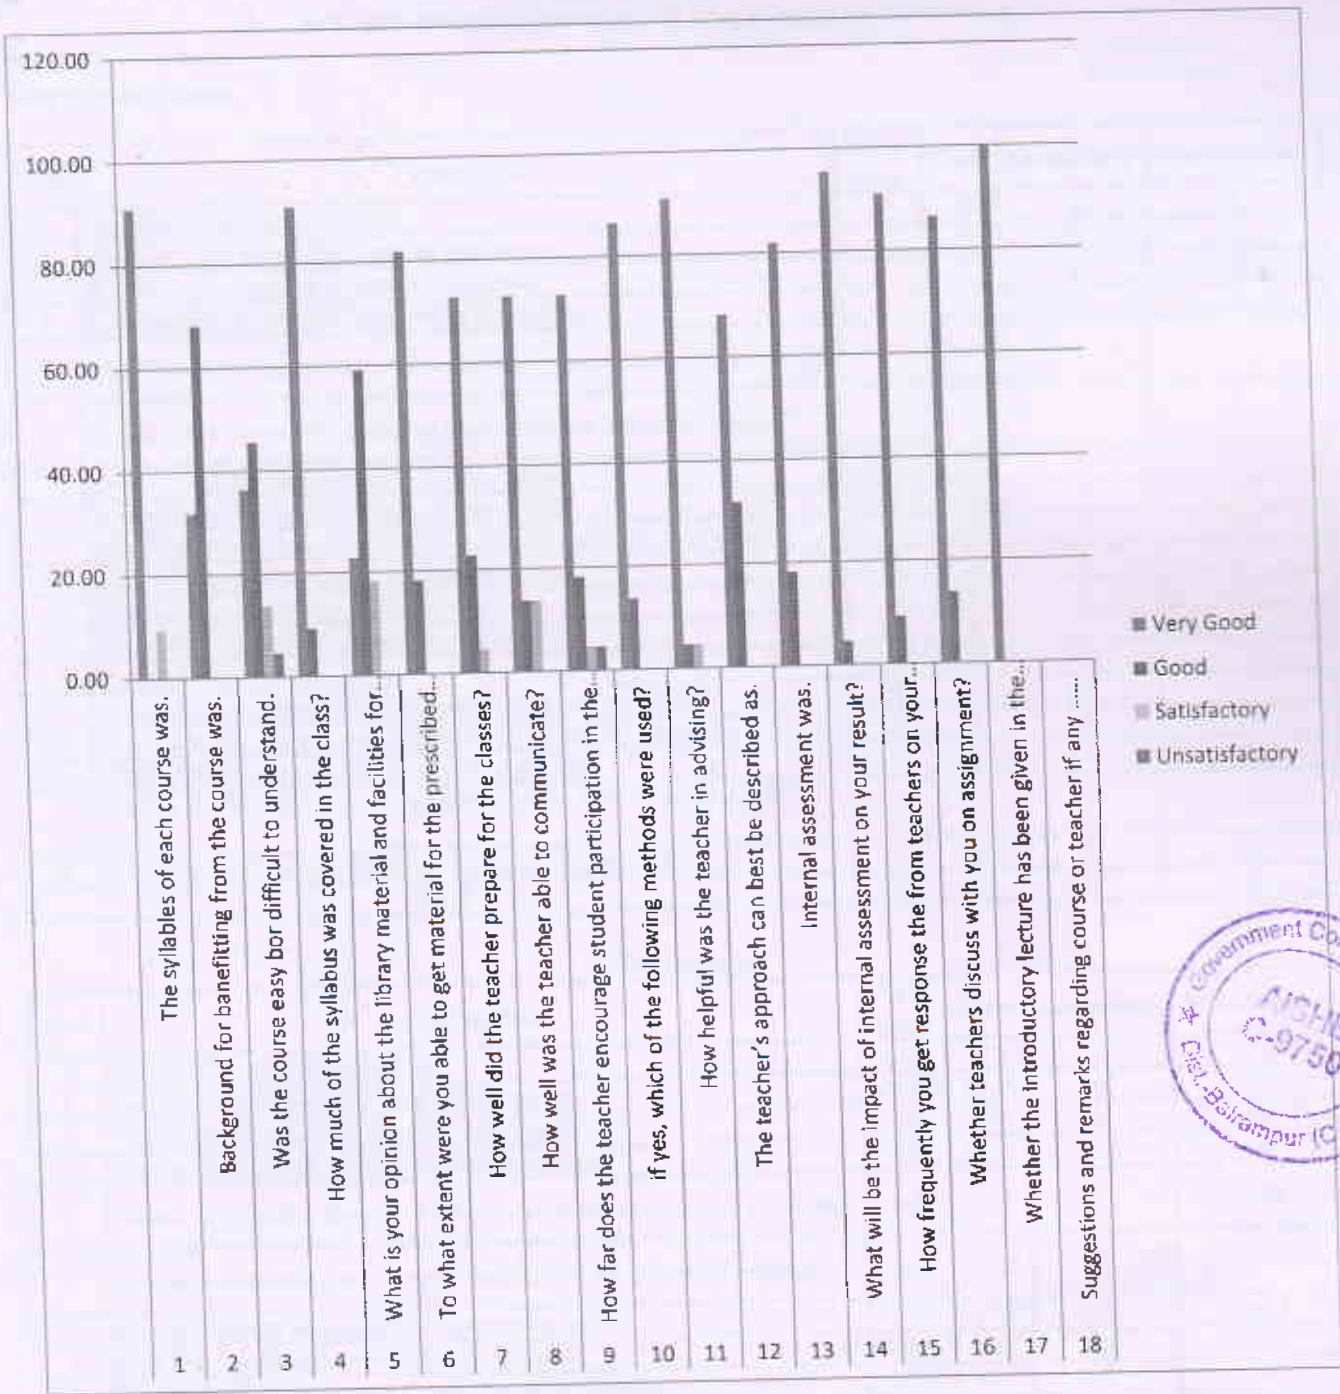 120.00
100.00
80.00
60.00
40.00
20.00
0.00
Very Good
Good
Satisfactory
Unsatisfactory
The syllables of each course was.
Background for banefitting from the course was.
Was the course easy bor difficult to understand.
How much of the syllabus was covered in the class?
What is your opinion about the library material and facilities for...
To what extent were you able to get material for the prescribed...
How well did the teacher prepare for the classes?
How well was the teacher able to communicate?
How far does the teacher encourage student participation in the...
if yes, which of the following methods were used?
How helpful was the teacher in advising?
The teacher's approach can best be described as.
Internal assessment was.
What will be the impact of internal assessment on your result?
How frequently you get response the from teachers on your...
Whether teachers discuss with you on assignment?
Whether the introductory lecture has been given in the...
Suggestions and remarks regarding course or teacher if any ......
1 2 3 4 5 6 7 8 9 10 11 12 13 14 15 16 17 18
Government
Dist.-Balrampur